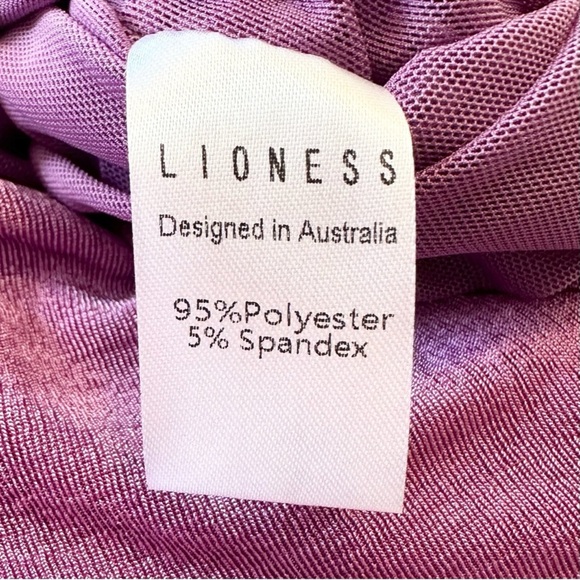 LIONESS
Designed in Australia
95%Polyester
5% Spandex